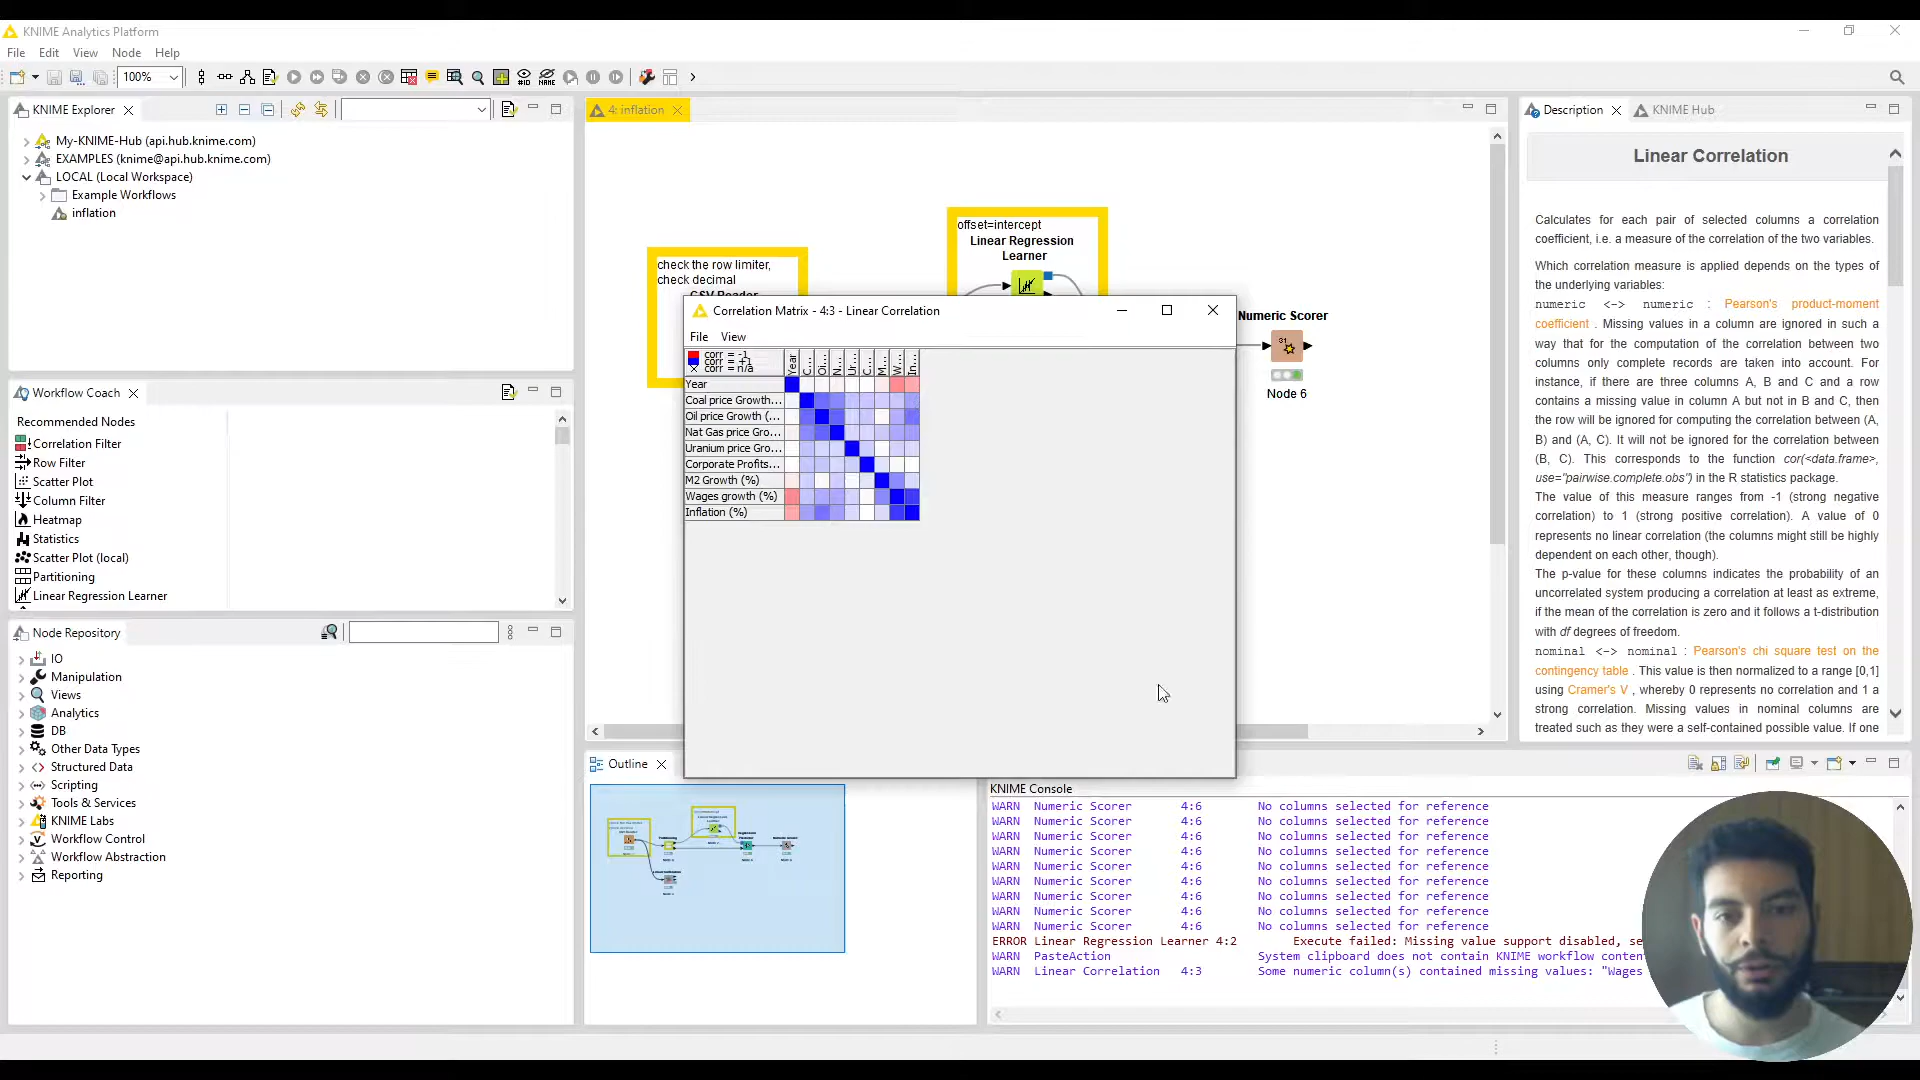 KNIME Analytics Platform
File Edit View Node Help
100%
KNIME Explorer
My-KNIME-Hub (api.hub.knime.com)
EXAMPLES (knime@api.hub.knime.com)
LOCAL (Local Workspace)
Example Workflows
inflation
Workflow Coach
Recommended Nodes
Correlation Filter
Row Filter
Scatter Plot
Column Filter
Heatmap
Statistics
Scatter Plot (local)
Partitioning
Linear Regression Learner
Node Repository
IO
Manipulation
Views
Analytics
DB
Other Data Types
Structured Data
Scripting
Tools & Services
KNIME Labs
Workflow Control
Workflow Abstraction
Reporting
4: inflation
check the row limiter,
check decimal
CSV Reader
offset=intercept
Linear Regression
Learner
Numeric Scorer
Node 6
Correlation Matrix - 4:3 - Linear Correlation
File View
corr = -1
corr = +1
corr = n/a
Year C... Oi... N... Ur... C... M... W... In...
Year
Coal price Growth...
Oil price Growth (...
Nat Gas price Gro...
Uranium price Gro...
Corporate Profits...
M2 Growth (%)
Wages growth (%)
Inflation (%)
Outline
KNIME Console
WARN Numeric Scorer 4:6 No columns selected for reference
WARN Numeric Scorer 4:6 No columns selected for reference
WARN Numeric Scorer 4:6 No columns selected for reference
WARN Numeric Scorer 4:6 No columns selected for reference
WARN Numeric Scorer 4:6 No columns selected for reference
WARN Numeric Scorer 4:6 No columns selected for reference
WARN Numeric Scorer 4:6 No columns selected for reference
WARN Numeric Scorer 4:6 No columns selected for reference
WARN Numeric Scorer 4:6 No columns selected for reference
ERROR Linear Regression Learner 4:2 Execute failed: Missing value support disabled, se
WARN PasteAction System clipboard does not contain KNIME workflow conten
WARN Linear Correlation 4:3 Some numeric column(s) contained missing values: "Wages
Description KNIME Hub
Linear Correlation
Calculates for each pair of selected columns a correlation
coefficient, i.e. a measure of the correlation of the two variables.
Which correlation measure is applied depends on the types of
the underlying variables:
numeric <-> numeric : Pearson's product-moment
coefficient . Missing values in a column are ignored in such a
way that for the computation of the correlation between two
columns only complete records are taken into account. For
instance, if there are three columns A, B and C and a row
contains a missing value in column A but not in B and C, then
the row will be ignored for computing the correlation between (A,
B) and (A, C). It will not be ignored for the correlation between
(B, C). This corresponds to the function cor(<data.frame>,
use="pairwise.complete.obs") in the R statistics package.
The value of this measure ranges from -1 (strong negative
correlation) to 1 (strong positive correlation). A value of 0
represents no linear correlation (the columns might still be highly
dependent on each other, though).
The p-value for these columns indicates the probability of an
uncorrelated system producing a correlation at least as extreme,
if the mean of the correlation is zero and it follows a t-distribution
with df degrees of freedom.
nominal <-> nominal : Pearson's chi square test on the
contingency table . This value is then normalized to a range [0,1]
using Cramer's V , whereby 0 represents no correlation and 1 a
strong correlation. Missing values in nominal columns are
treated such as they were a self-contained possible value. If one